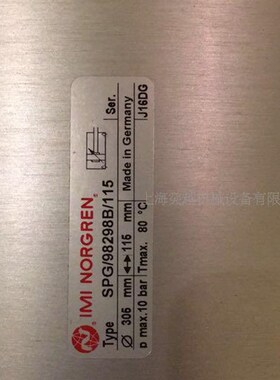 IMI NORGREN®
Type Ser.
SPG/98298B/115
Ø 306 mm ↔ 115 mm Made in Germany
p max.10 bar Tmax. 80 °C J16DG